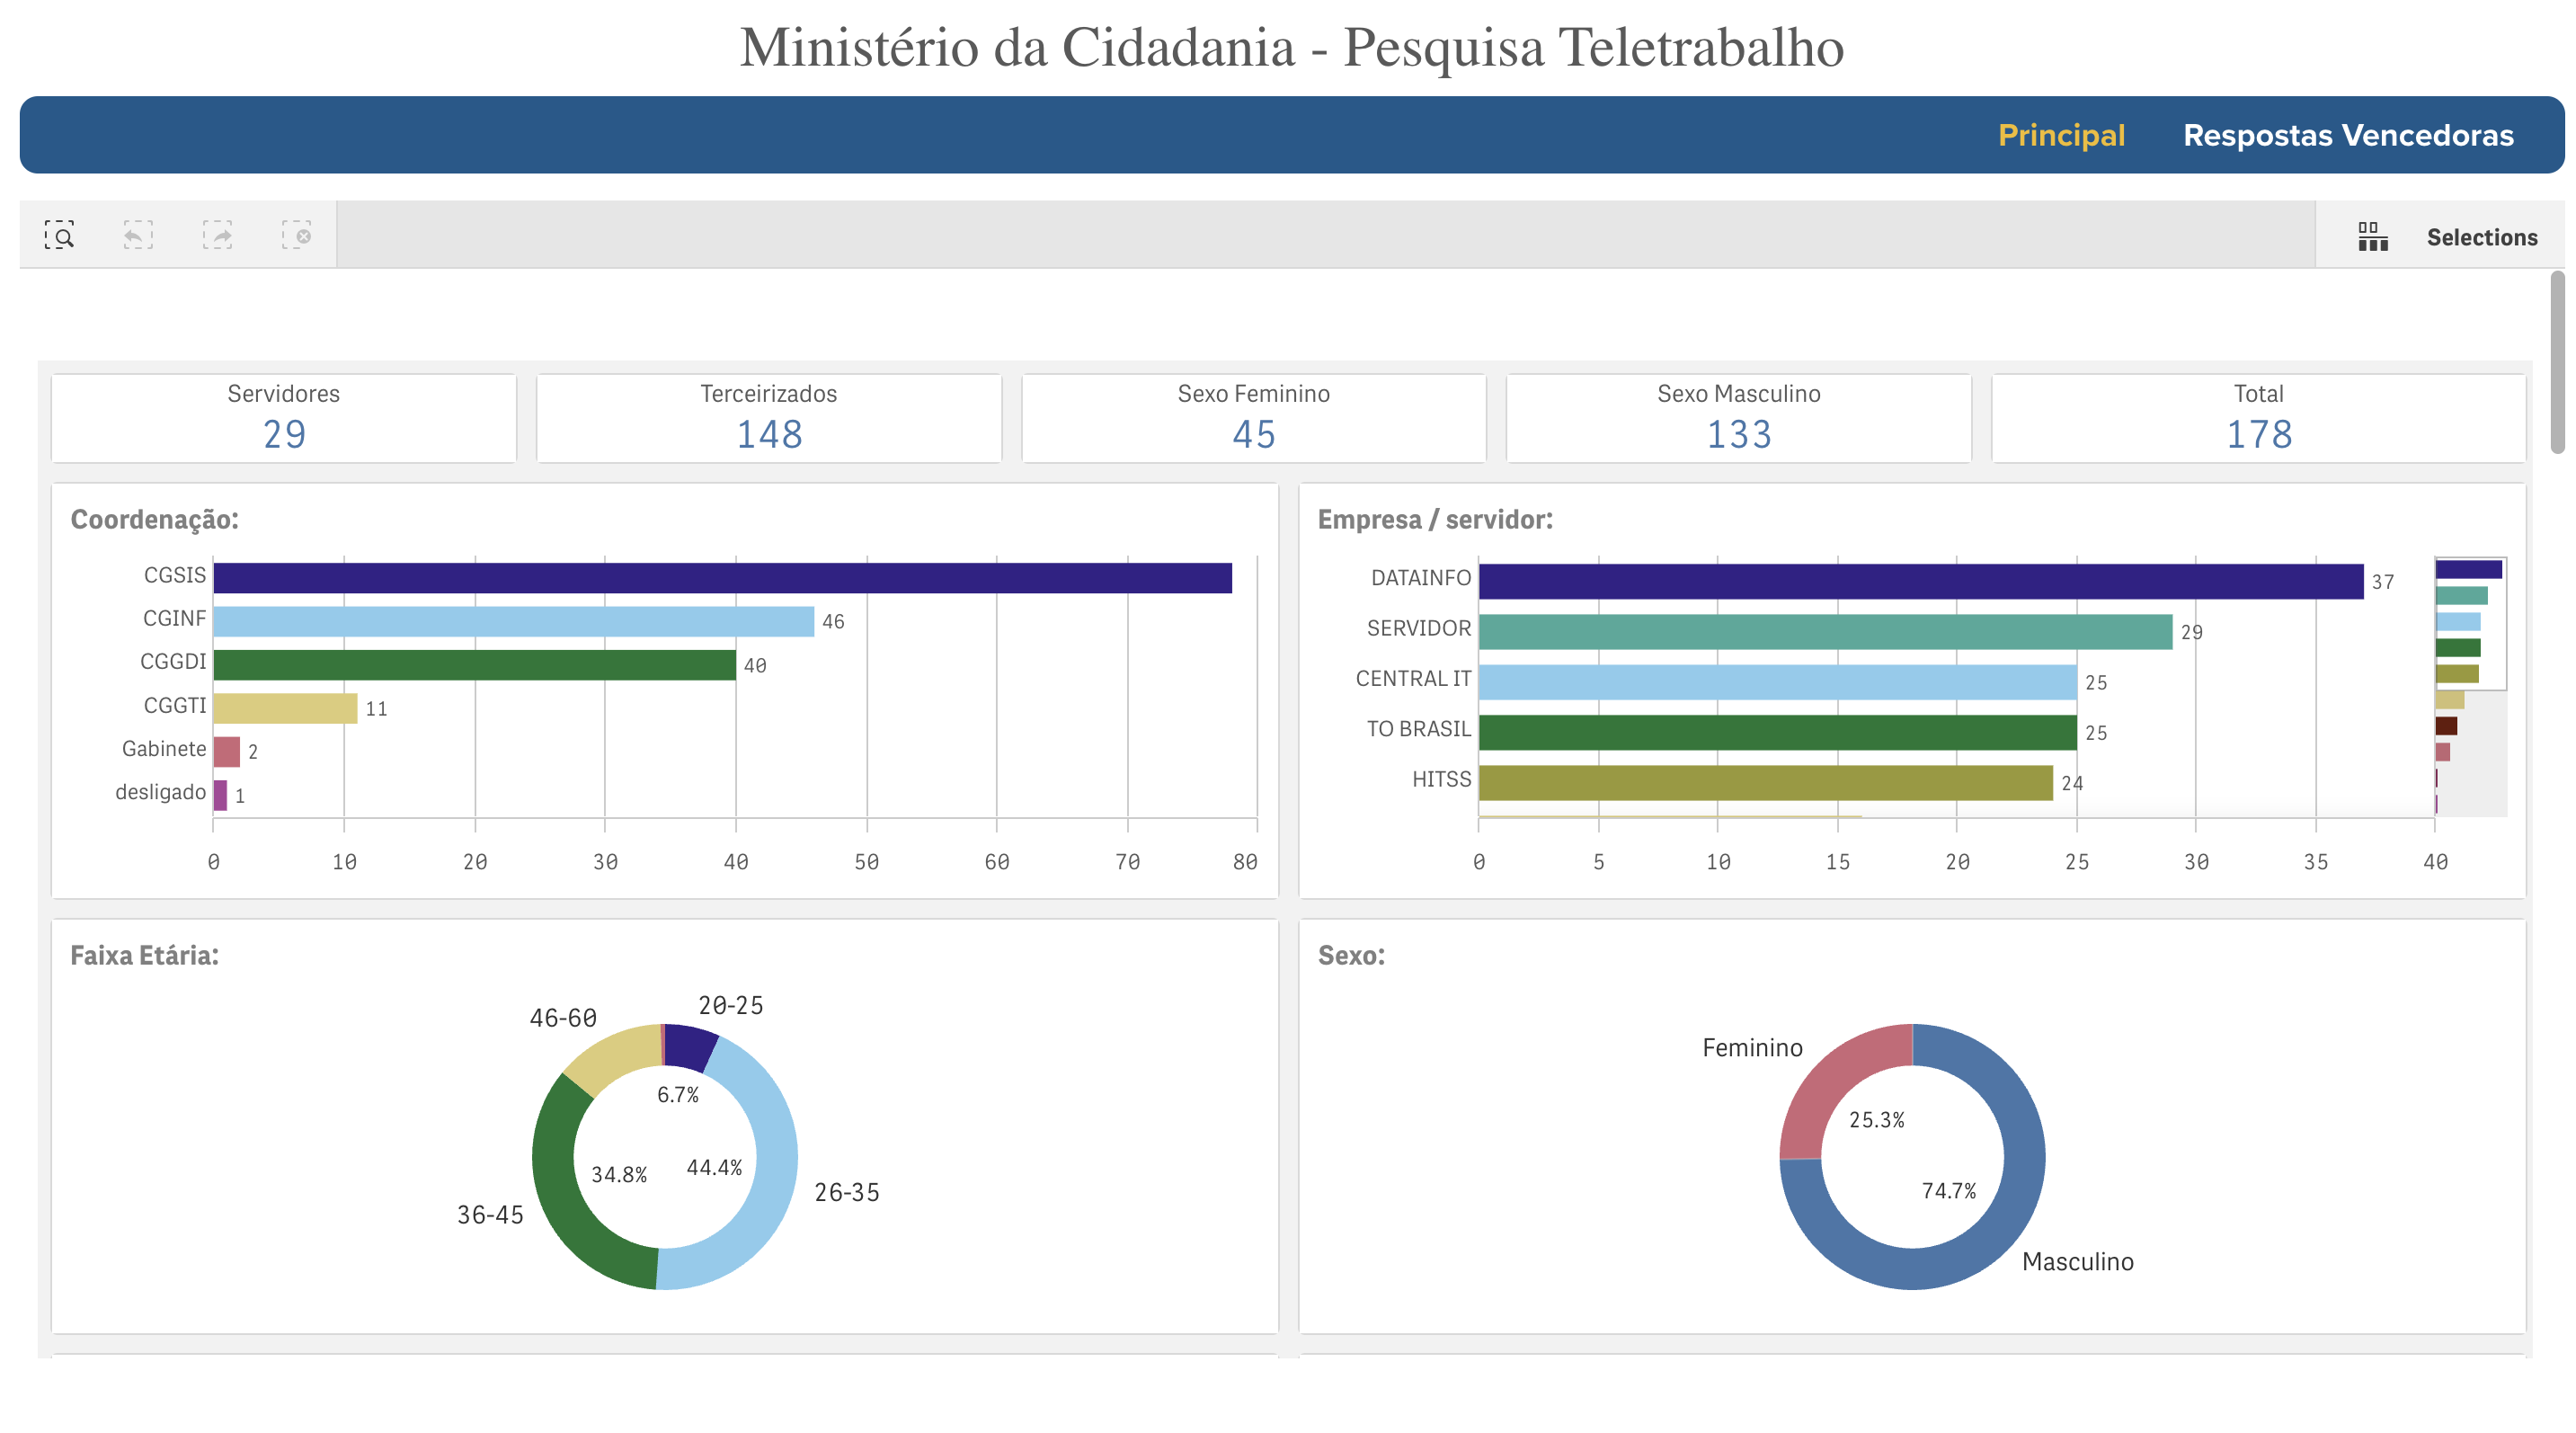 Ministério da Cidadania - Pesquisa Teletrabalho
Principal Respostas Vencedoras
Selections
Servidores
29
Terceirizados
148
Sexo Feminino
45
Sexo Masculino
133
Total
178
Coordenação:
CGSIS
CGINF 46
CGGDI 40
CGGTI 11
Gabinete 2
desligado 1
0 10 20 30 40 50 60 70 80
Empresa / servidor:
DATAINFO 37
SERVIDOR 29
CENTRAL IT 25
TO BRASIL 25
HITSS 24
0 5 10 15 20 25 30 35 40
Faixa Etária:
20-25
46-60
6.7%
44.4%
34.8%
26-35
36-45
Sexo:
Feminino
25.3%
74.7%
Masculino